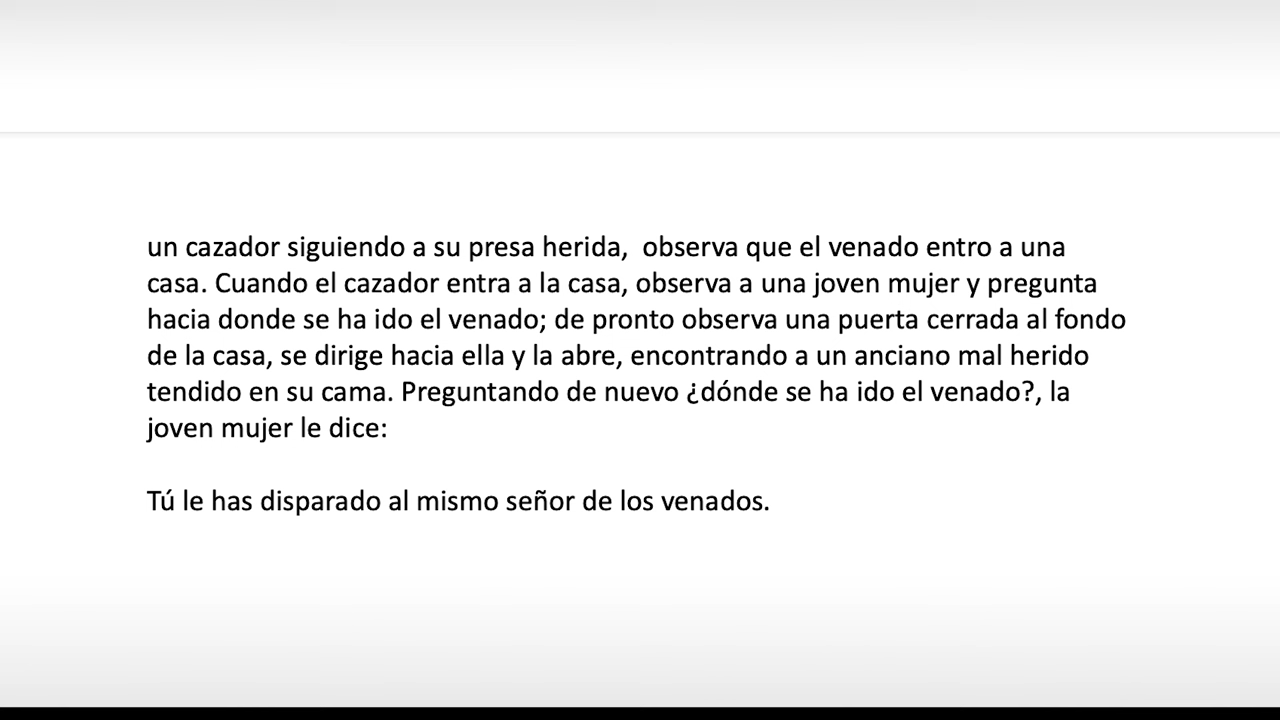 un cazador siguiendo a su presa herida,  observa que el venado entro a una
casa. Cuando el cazador entra a la casa, observa a una joven mujer y pregunta
hacia donde se ha ido el venado; de pronto observa una puerta cerrada al fondo
de la casa, se dirige hacia ella y la abre, encontrando a un anciano mal herido
tendido en su cama. Preguntando de nuevo ¿dónde se ha ido el venado?, la
joven mujer le dice:
Tú le has disparado al mismo señor de los venados.